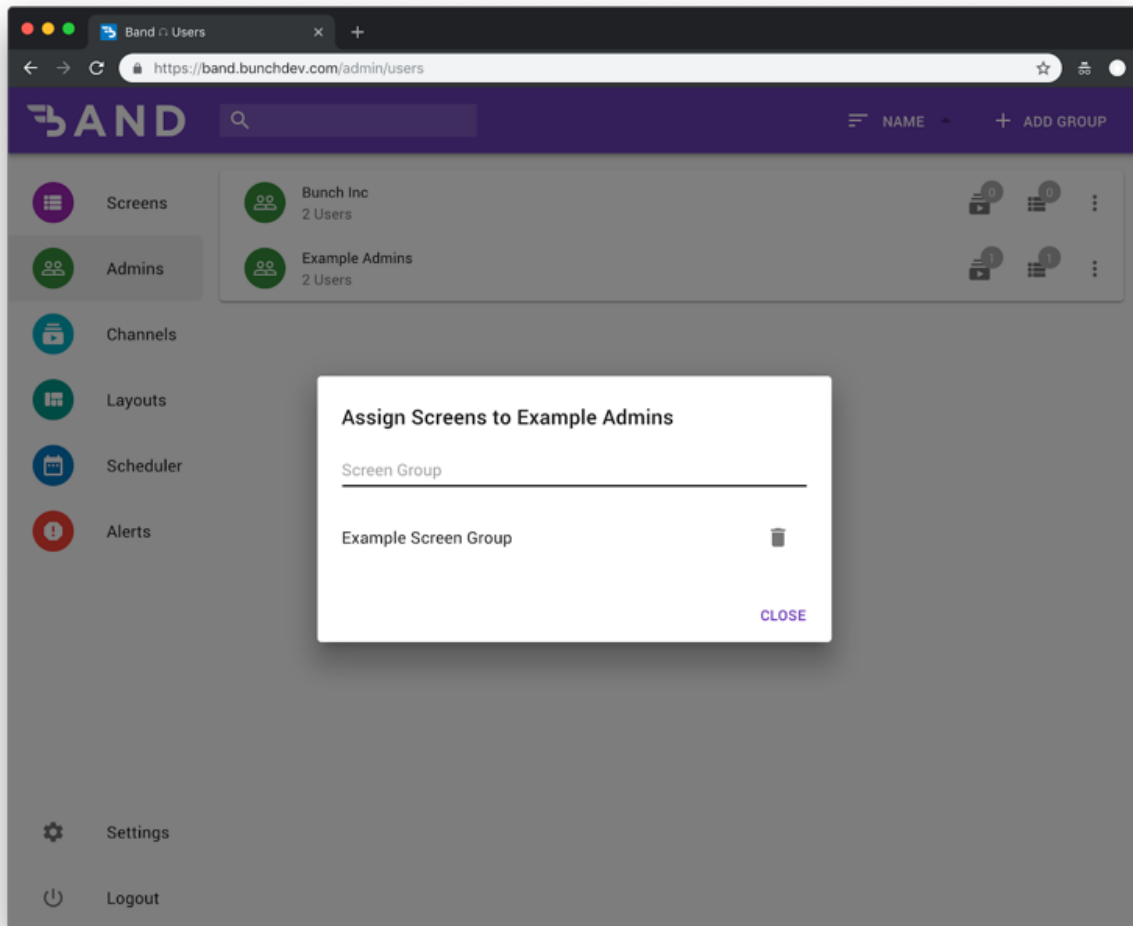 Band ∩ Users
https://band.bunchdev.com/admin/users
BAND
NAME
ADD GROUP
Screens
Admins
Channels
Layouts
Scheduler
Alerts
Settings
Logout
Bunch Inc
2 Users
0
0
Example Admins
2 Users
1
1
Assign Screens to Example Admins
Screen Group
Example Screen Group
CLOSE